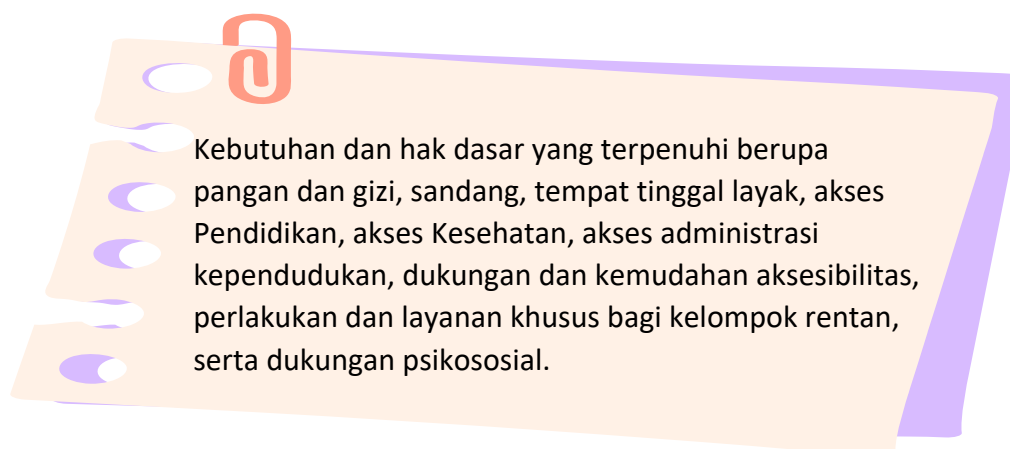 Kebutuhan dan hak dasar yang terpenuhi berupa
pangan dan gizi, sandang, tempat tinggal layak, akses
Pendidikan, akses Kesehatan, akses administrasi
kependudukan, dukungan dan kemudahan aksesibilitas,
perlakukan dan layanan khusus bagi kelompok rentan,
serta dukungan psikososial.